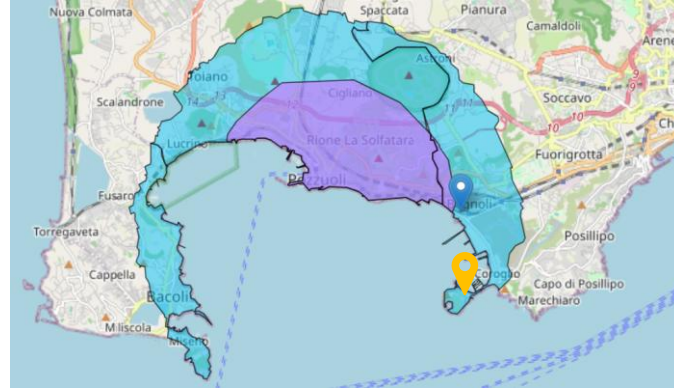 Nuova Colmata
Spaccata
Pianura
Camaldoli
Arene
Astroni
Toiano
Cigliano
Scalandrone
Soccavo
Rione La Solfatara
Lucrino
Fuorigrotta
Pozzuoli
Fusaro
Bagnoli
Torregaveta
Posillipo
Cappella
Coroglio
Capo di Posillipo
Bacoli
Marechiaro
Miliscola
Miseno